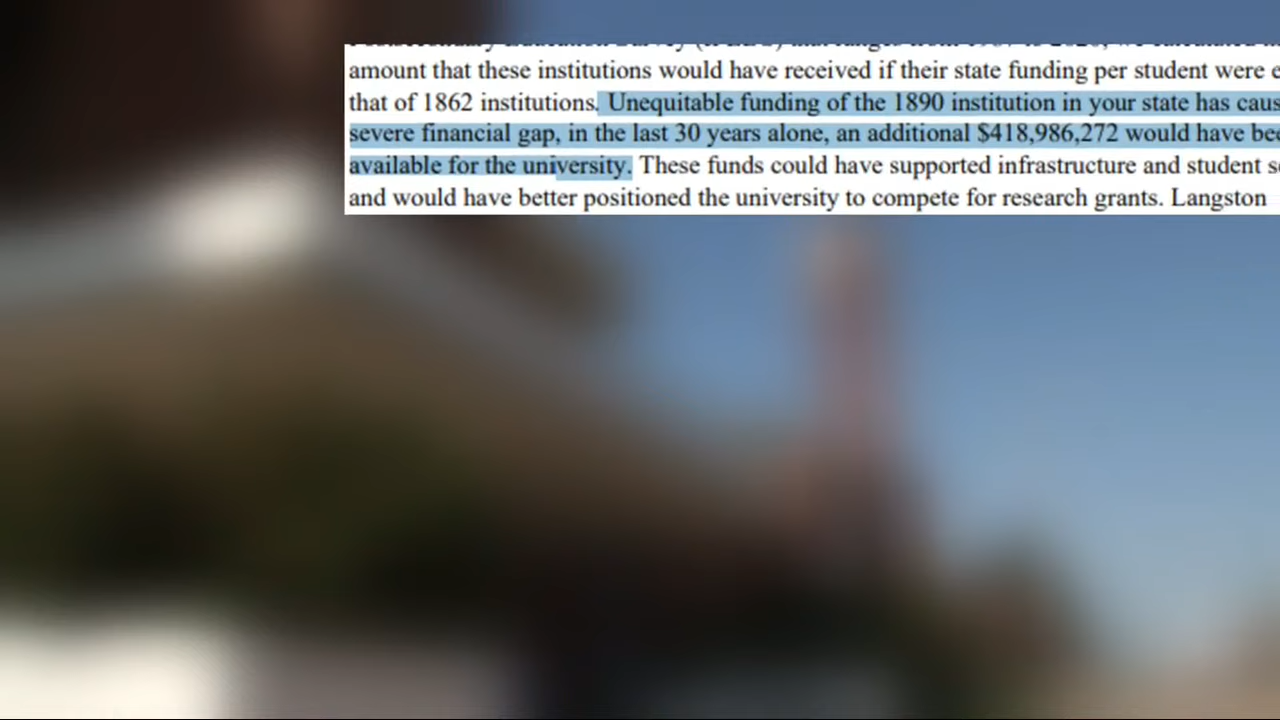 amount that these institutions would have received if their state funding per student were
that of 1862 institutions. Unequitable funding of the 1890 institution in your state has
severe financial gap, in the last 30 years alone, an additional $418,986,272 would have
available for the university. These funds could have supported infrastructure and student
and would have better positioned the university to compete for research grants. Langston